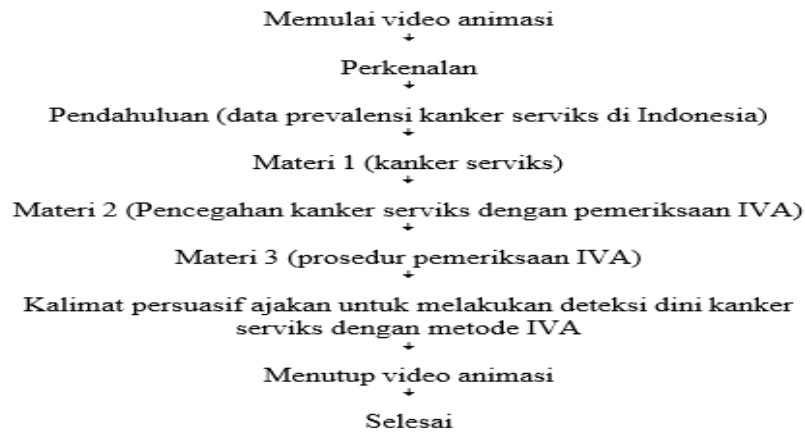 Memulai video animasi
Perkenalan
Pendahuluan (data prevalensi kanker serviks di Indonesia)
Materi 1 (kanker serviks)
Materi 2 (Pencegahan kanker serviks dengan pemeriksaan IVA)
Materi 3 (prosedur pemeriksaan IVA)
Kalimat persuasif ajakan untuk melakukan deteksi dini kanker
serviks dengan metode IVA
Menutup video animasi
Selesai